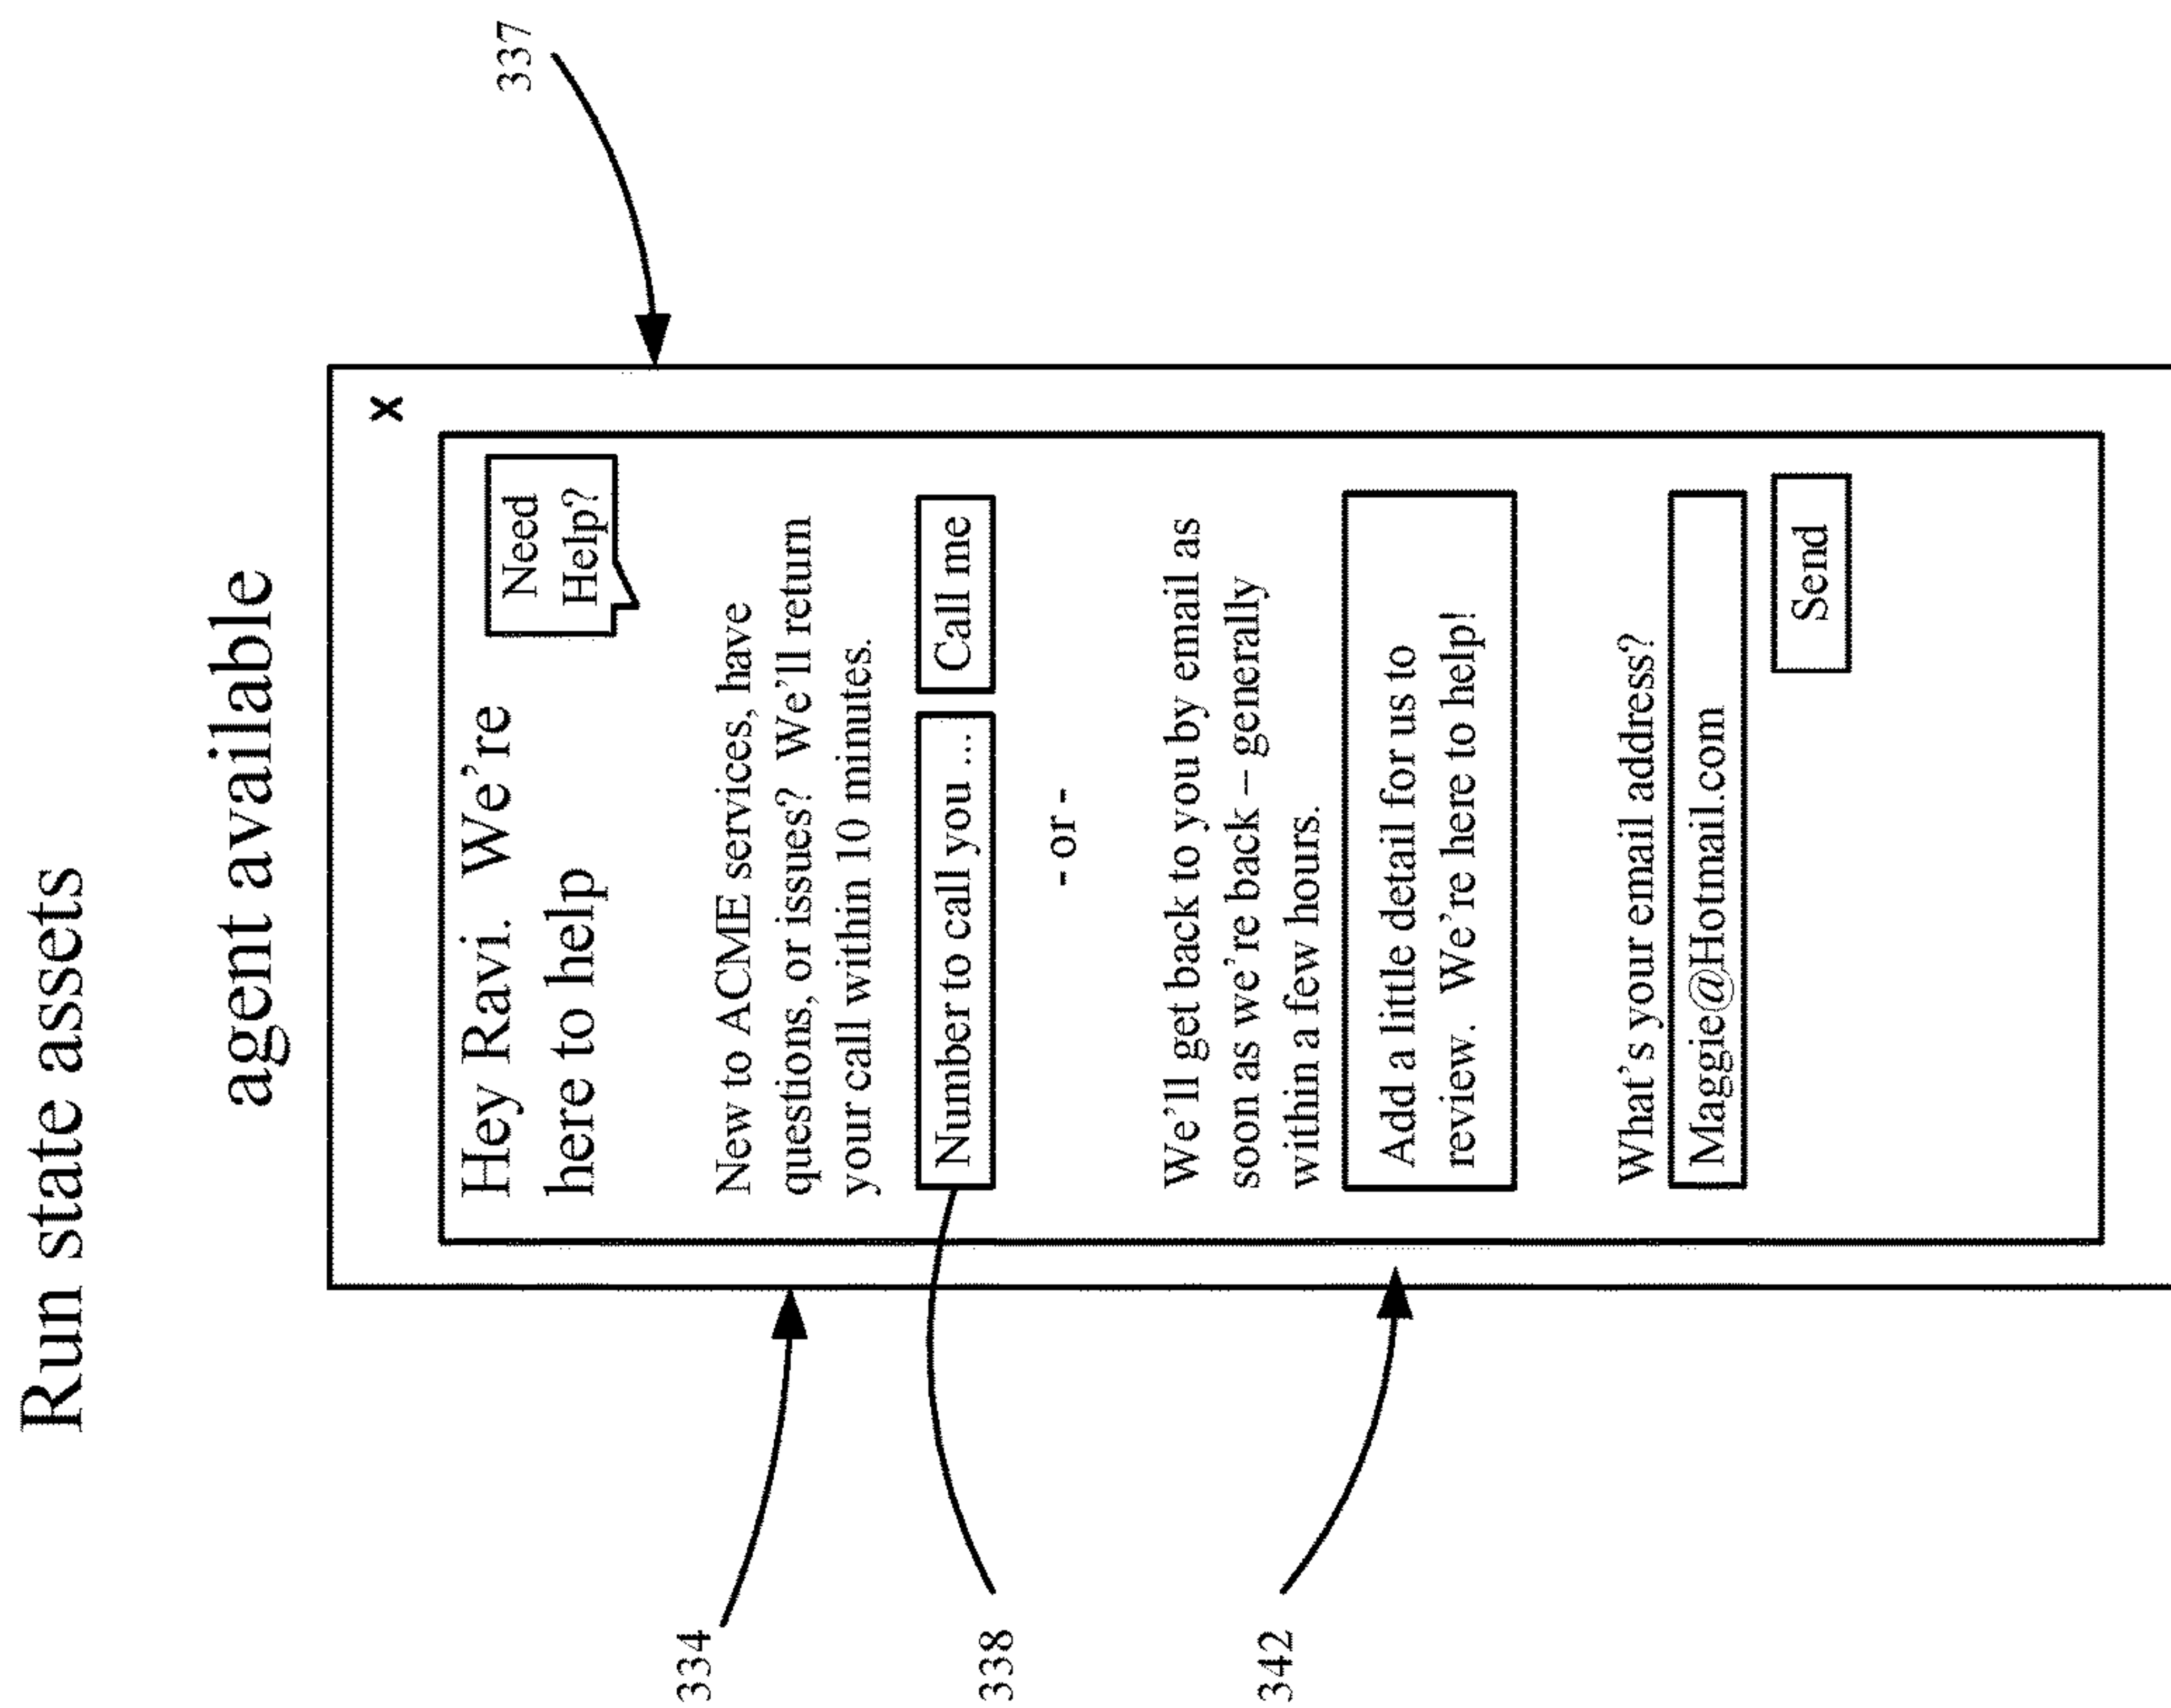 Run state assets
agent available
337
x
Hey Ravi. We're
here to help
Need
Help?
334
New to ACME services, have
questions, or issues? We'll return
your call within 10 minutes.
Number to call you ...
Call me
338
- or -
We'll get back to you by email as
soon as we're back – generally
within a few hours.
342
Add a little detail for us to
review. We're here to help!
What's your email address?
Maggie@Hotmail.com
Send